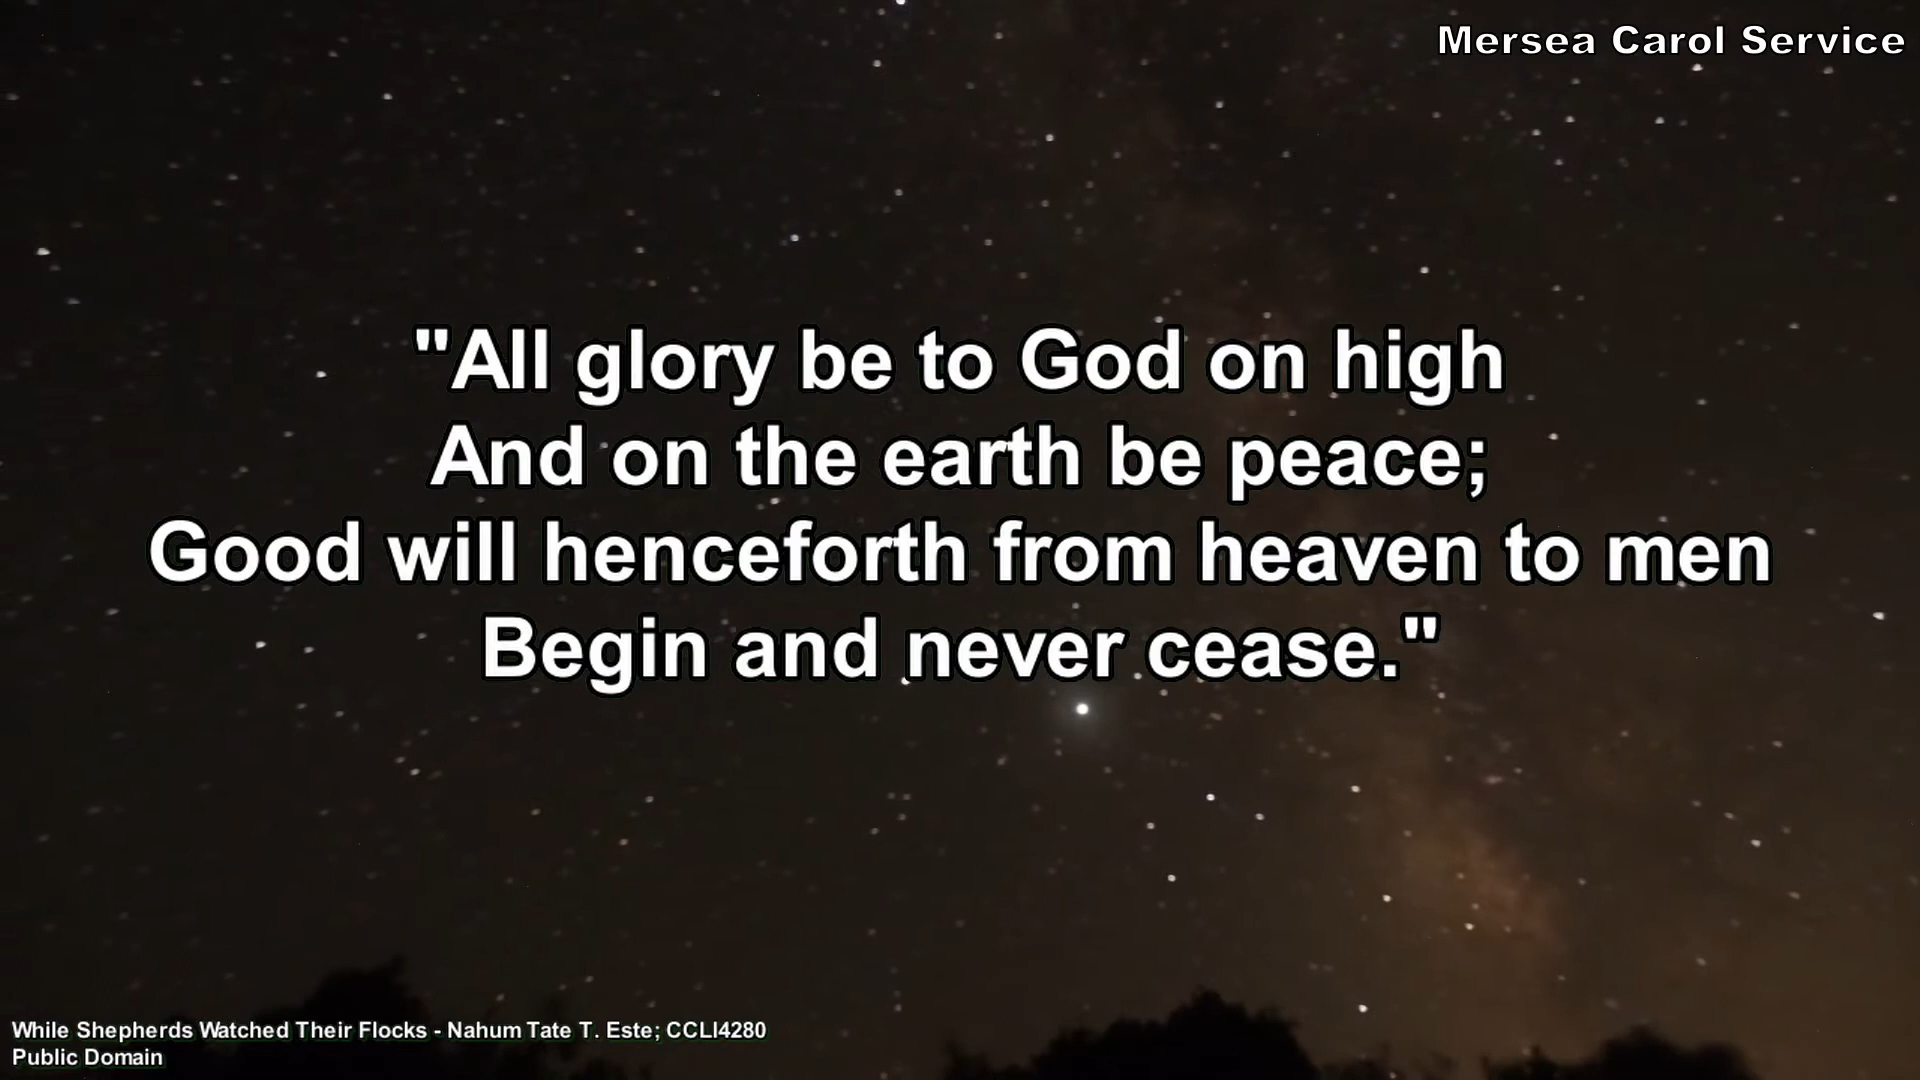 Mersea Carol Service
"All glory be to God on high
And on the earth be peace;
Good will henceforth from heaven to men
Begin and never cease."
While Shepherds Watched Their Flocks - Nahum Tate T. Este; CCLI4280
Public Domain